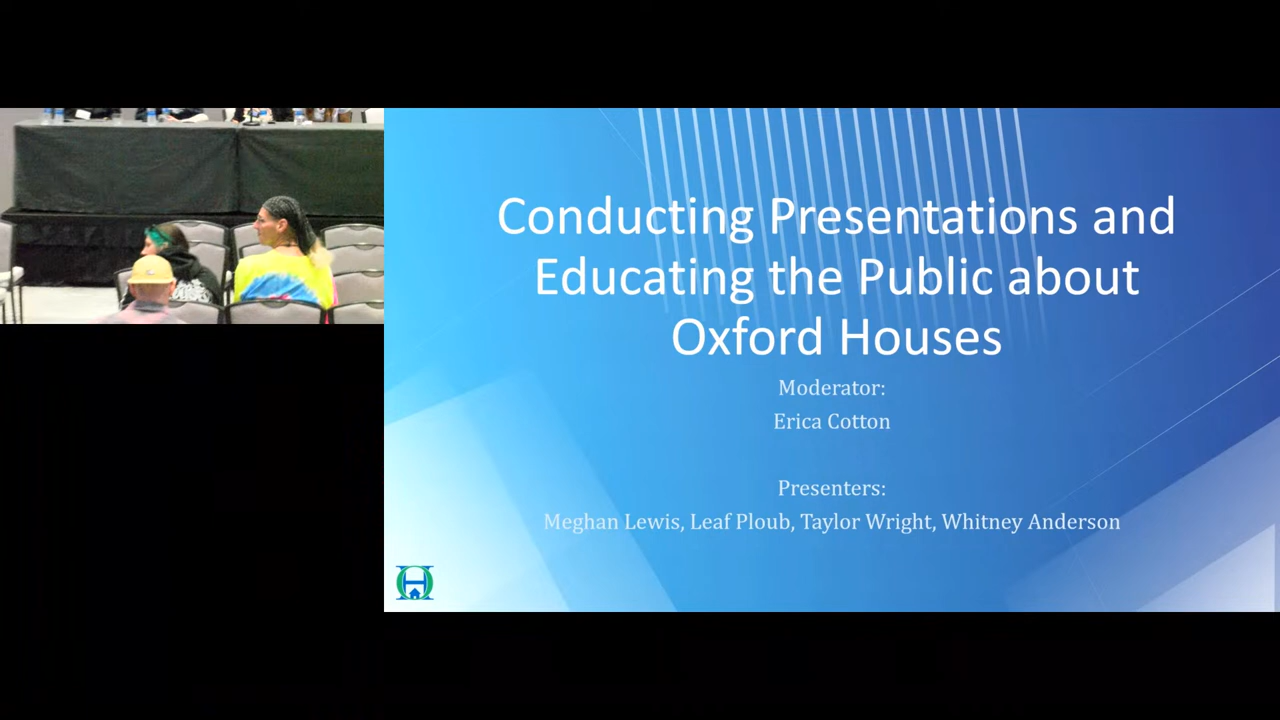 Conducting Presentations and
Educating the Public about
Oxford Houses
Moderator:
Erica Cotton
Presenters:
Meghan Lewis, Leaf Ploub, Taylor Wright, Whitney Anderson